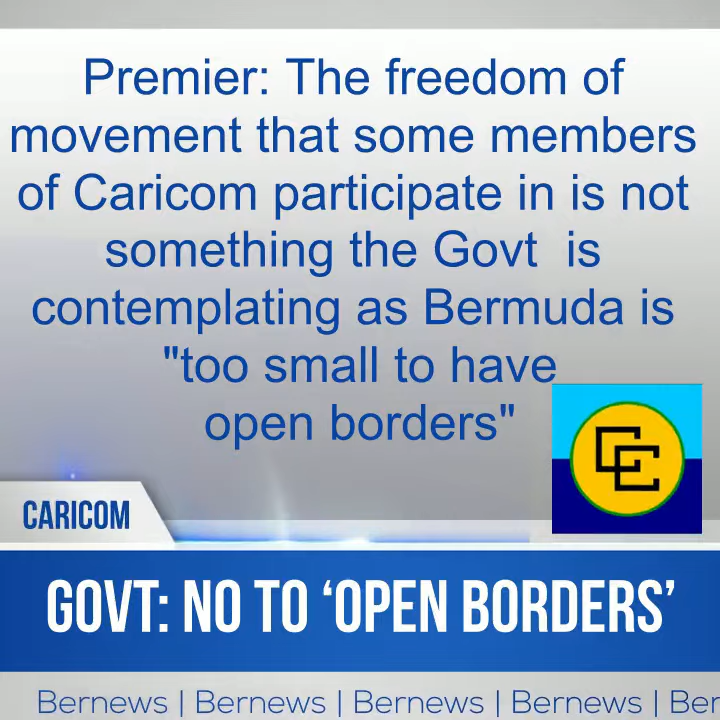 Premier: The freedom of
movement that some members
of Caricom participate in is not
something the Govt  is
contemplating as Bermuda is
"too small to have
open borders"
CC
CARICOM
GOVT: NO TO ‘OPEN BORDERS’
Bernews | Bernews | Bernews | Bernews | Ber